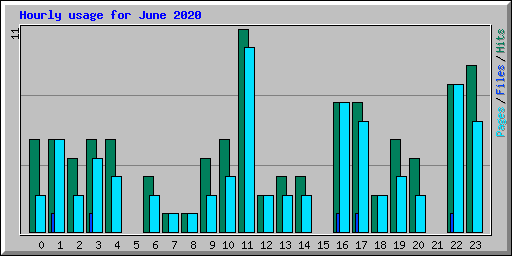 Hourly usage for June 2020
11
Pages/Files/Hits
0 1 2 3 4 5 6 7 8 9 10 11 12 13 14 15 16 17 18 19 20 21 22 23